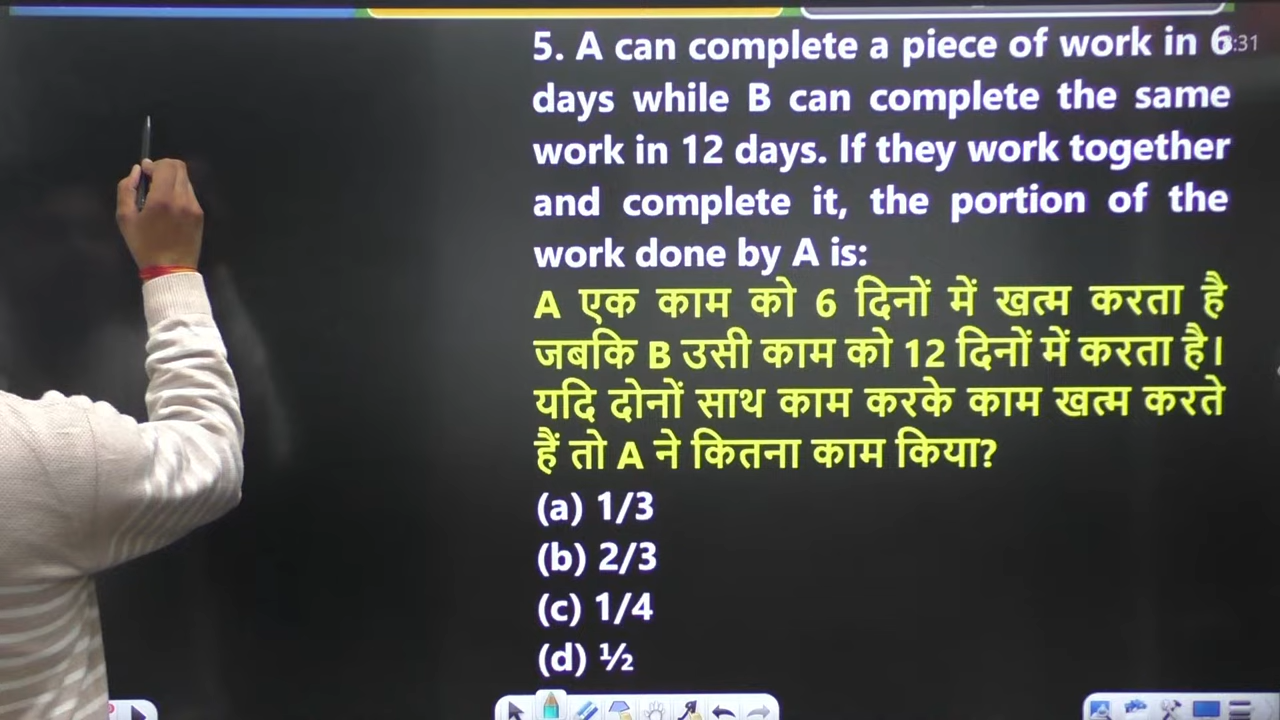 5. A can complete a piece of work in 6
:31
days while B can complete the same
work in 12 days. If they work together
and complete it, the portion of the
work done by A is:
A एक काम को 6 दिनों में खत्म करता है
जबकि B उसी काम को 12 दिनों में करता है।
यदि दोनों साथ काम करके काम खत्म करते
हैं तो A ने कितना काम किया?
(a) 1/3
(b) 2/3
(c) 1/4
(d) ½